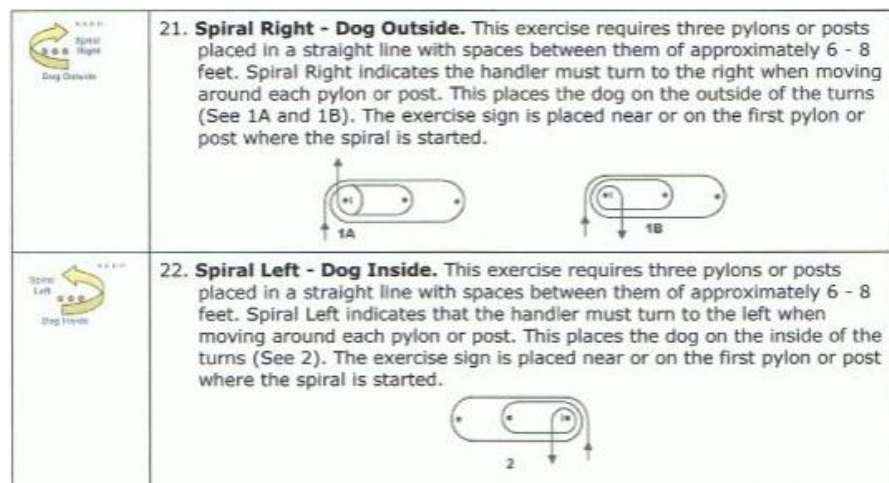 Spiral
Right
Dog Outside
21. Spiral Right - Dog Outside. This exercise requires three pylons or posts
placed in a straight line with spaces between them of approximately 6 - 8
feet. Spiral Right indicates the handler must turn to the right when moving
around each pylon or post. This places the dog on the outside of the turns
(See 1A and 1B). The exercise sign is placed near or on the first pylon or
post where the spiral is started.
1A
1B
Spiral
Left
Dog Inside
22. Spiral Left - Dog Inside. This exercise requires three pylons or posts
placed in a straight line with spaces between them of approximately 6 - 8
feet. Spiral Left indicates that the handler must turn to the left when
moving around each pylon or post. This places the dog on the inside of the
turns (See 2). The exercise sign is placed near or on the first pylon or post
where the spiral is started.
2